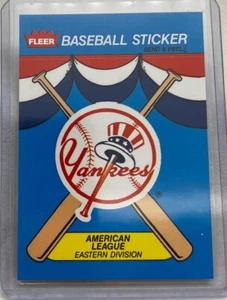 FLEER
BASEBALL STICKER
BEND & PEEL
Yankees
®
AMERICAN
LEAGUE
EASTERN DIVISION